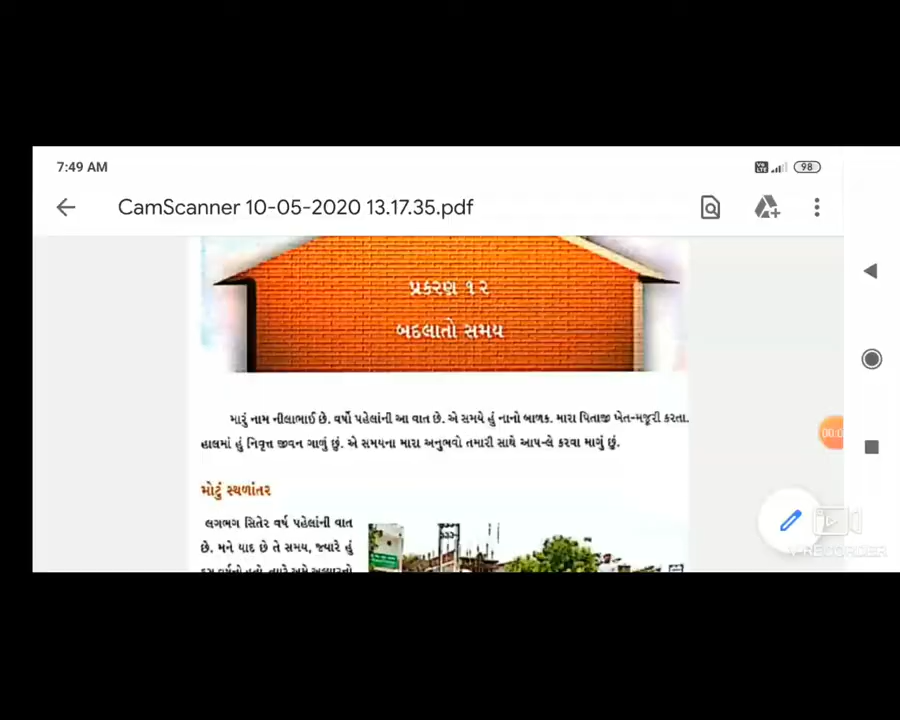 7:49 AM
98
CamScanner 10-05-2020 13.17.35.pdf
પ્રકરણ ૧૨
બદલાતો સમય
મારું નામ નીલાભાઈ છે. વર્ષો પહેલાંની આ વાત છે. એ સમયે હું નાનો બાળક. મારા પિતાજી ખેત-મજૂરી કરતા.
હાલમાં હું નિવૃત્ત જીવન ગાળું છું. એ સમયના મારા અનુભવો તમારી સાથે આપ-લે કરવા માગું છું.
મોટું સ્થળાંતર
લગભગ સિતેર વર્ષ પહેલાંની વાત
છે. મને યાદ છે તે સમય, જ્યારે હું